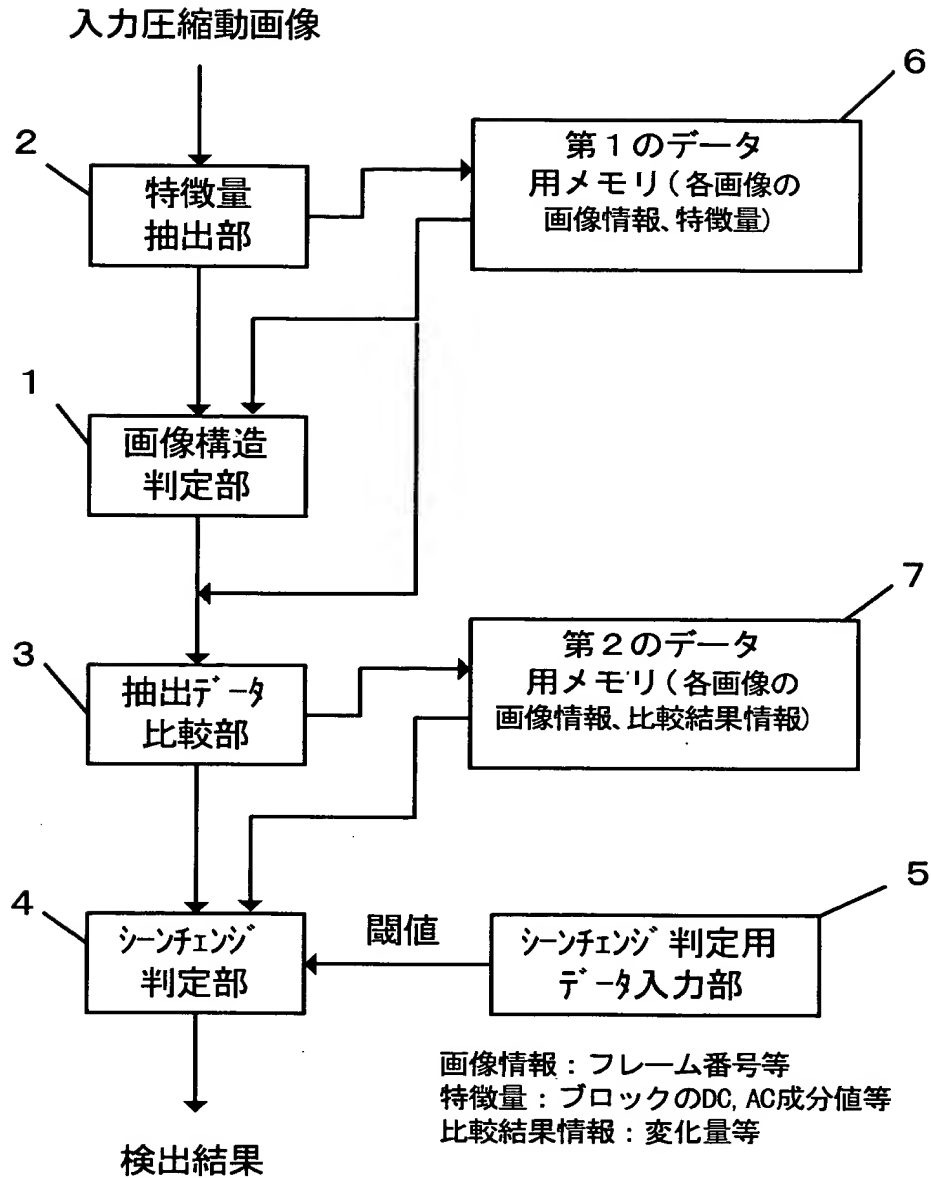 入力圧縮動画像
6
2
第1のデータ
用メモリ(各画像の
画像情報、特徴量)
特徴量
抽出部
1
画像構造
判定部
7
3
第2のデータ
用メモリ(各画像の
画像情報、比較結果情報)
抽出ﾃﾞｰﾀ
比較部
5
4
ｼｰﾝﾁｪﾝｼﾞ
判定部
閾値
ｼｰﾝﾁｪﾝｼﾞ判定用
ﾃﾞｰﾀ入力部
画像情報：フレーム番号等
特徴量：ブロックのDC, AC成分値等
比較結果情報：変化量等
検出結果